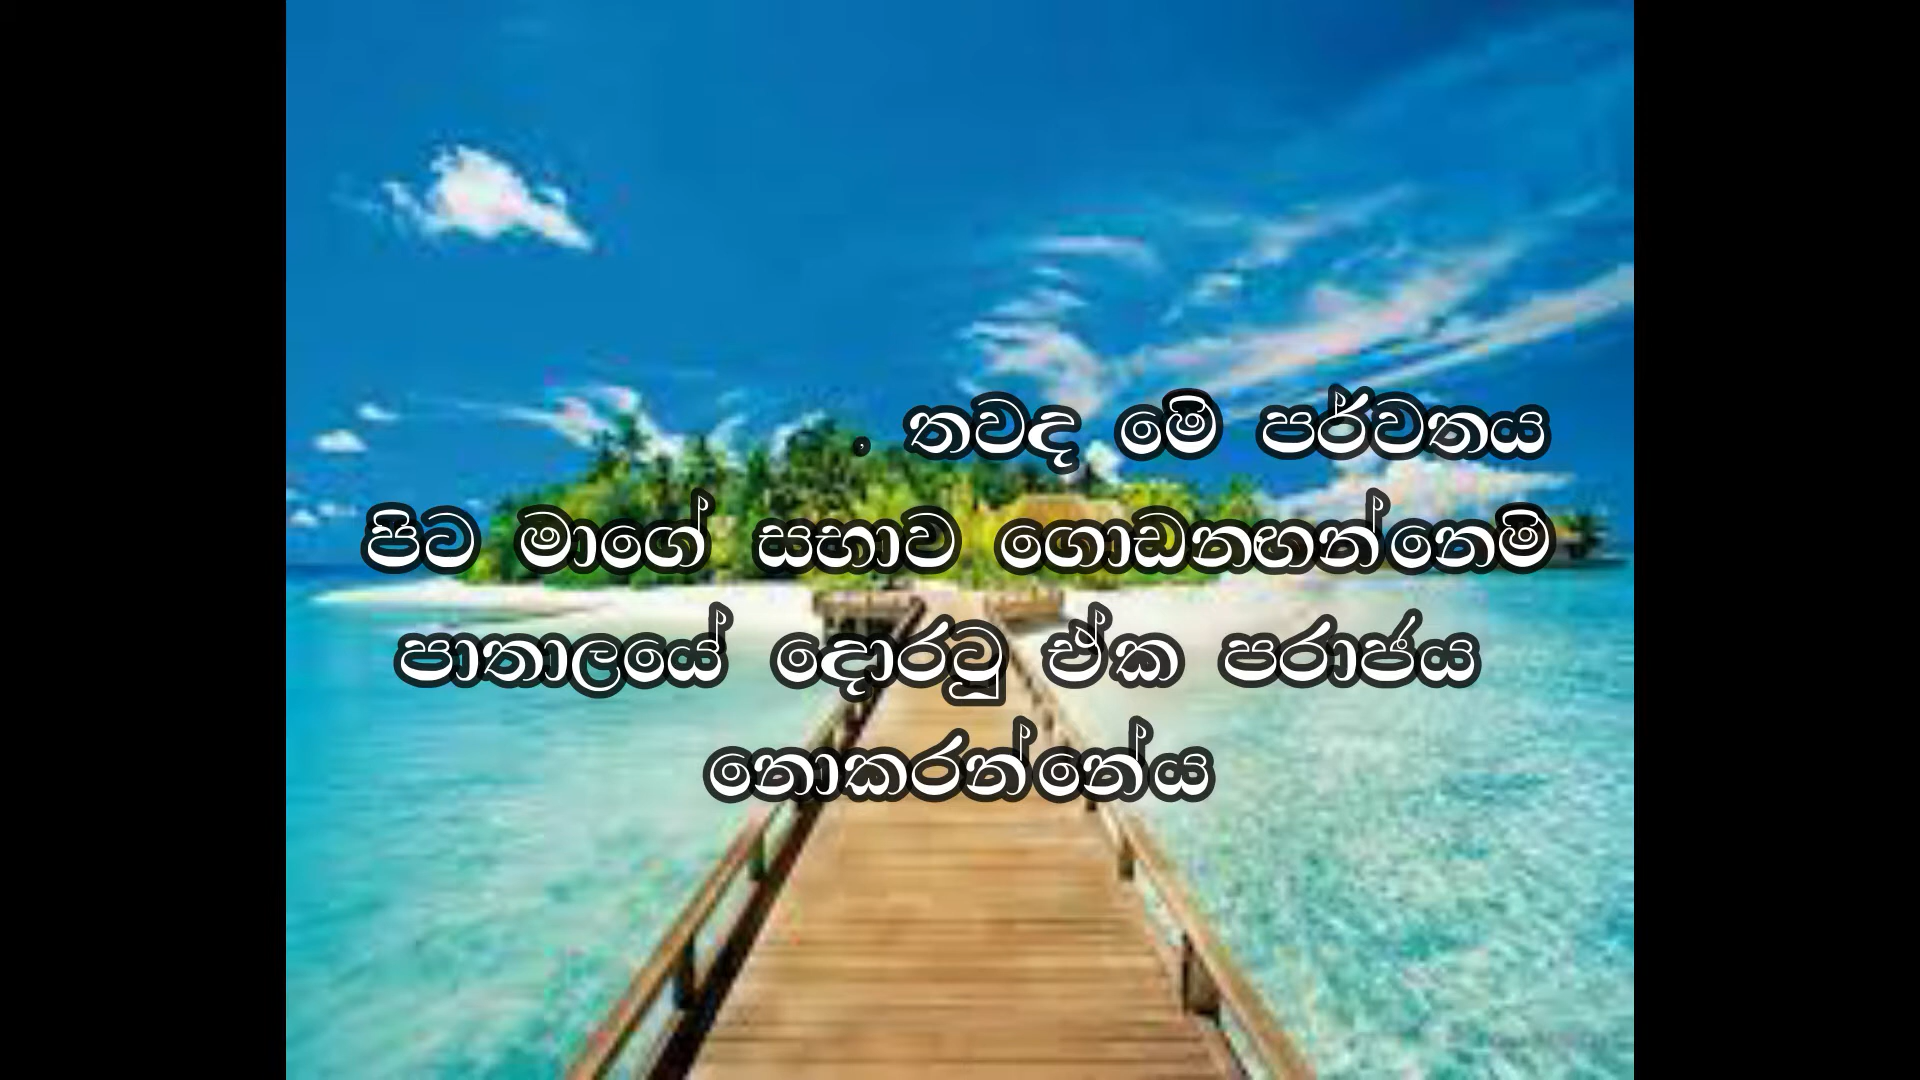 , තවද මේ පර්වතය
පිට මාගේ සභාව ගොඩනඟන්නෙමි
පාතාලයේ දොරටු ඒක පරාජය
නොකරන්නේය